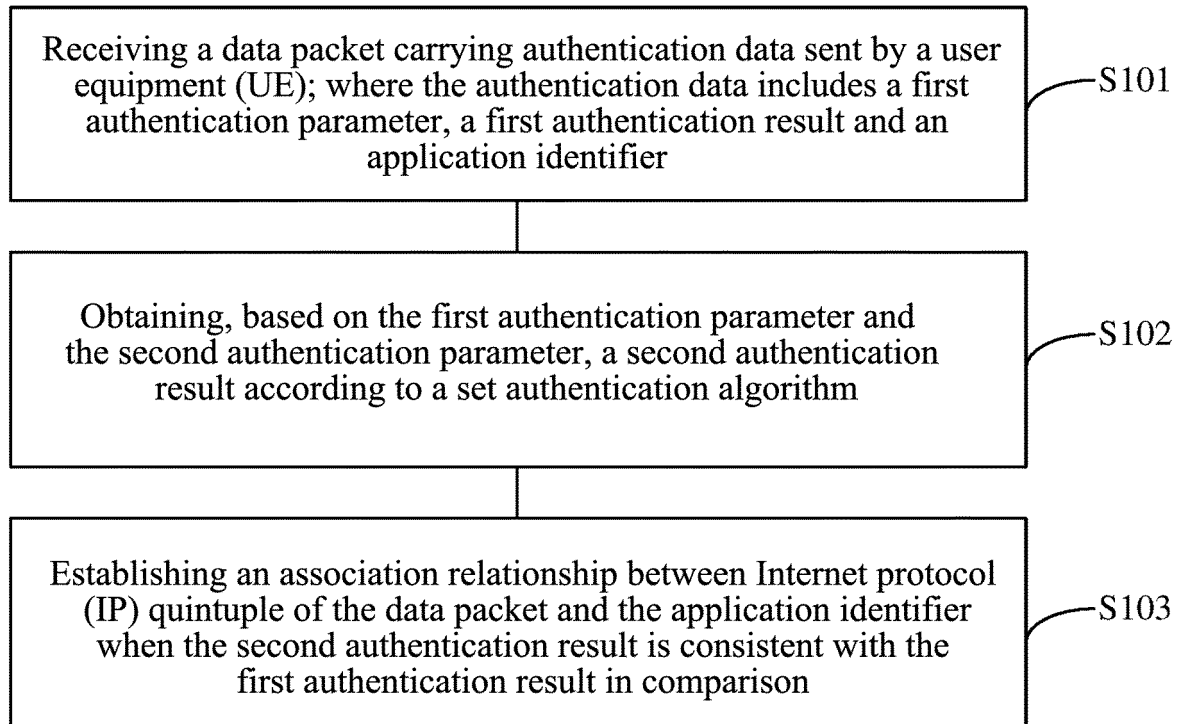 Receiving a data packet carrying authentication data sent by a user
equipment (UE); where the authentication data includes a first
authentication parameter, a first authentication result and an
application identifier
S101
Obtaining, based on the first authentication parameter and
the second authentication parameter, a second authentication
result according to a set authentication algorithm
S102
Establishing an association relationship between Internet protocol
(IP) quintuple of the data packet and the application identifier
when the second authentication result is consistent with the
first authentication result in comparison
S103